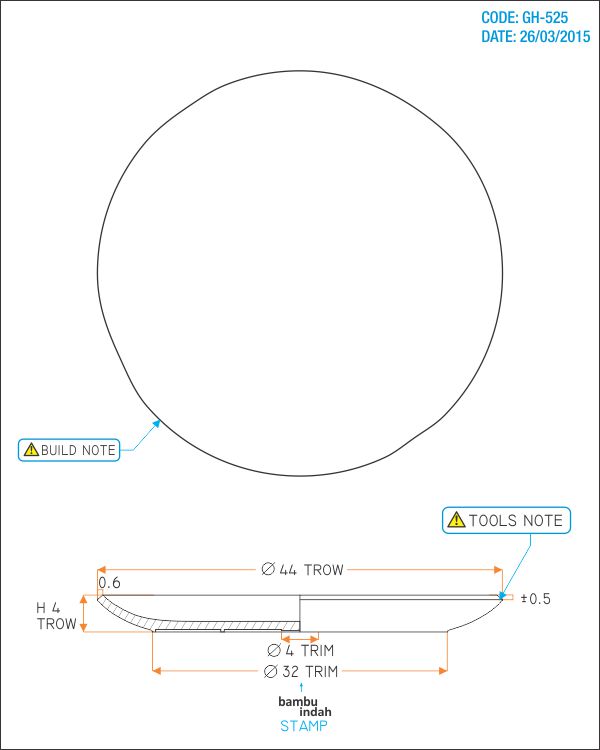 CODE: GH-525
DATE: 26/03/2015
BUILD NOTE
TOOLS NOTE
Ø 44 TROW
0.6
±0.5
H 4
TROW
Ø 4 TRIM
Ø 32 TRIM
bambu
indah
STAMP